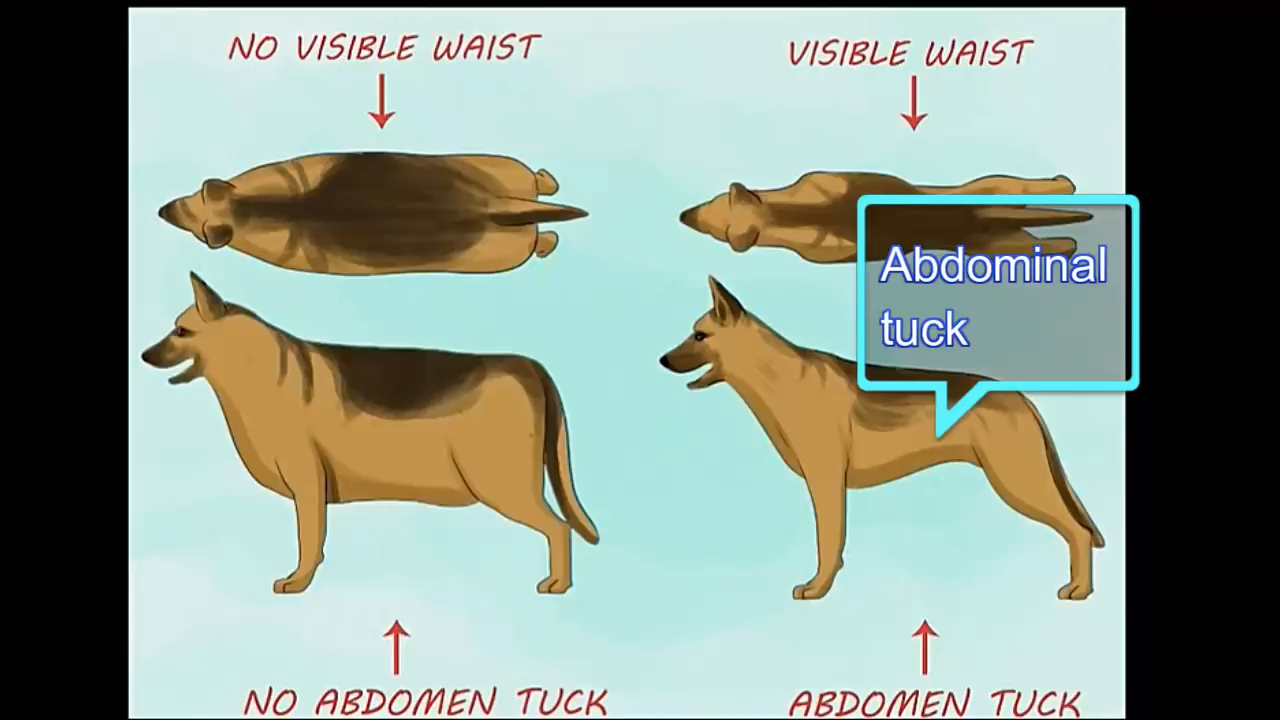 NO VISIBLE WAIST
VISIBLE WAIST
Abdominal
tuck
NO ABDOMEN TUCK
ABDOMEN TUCK